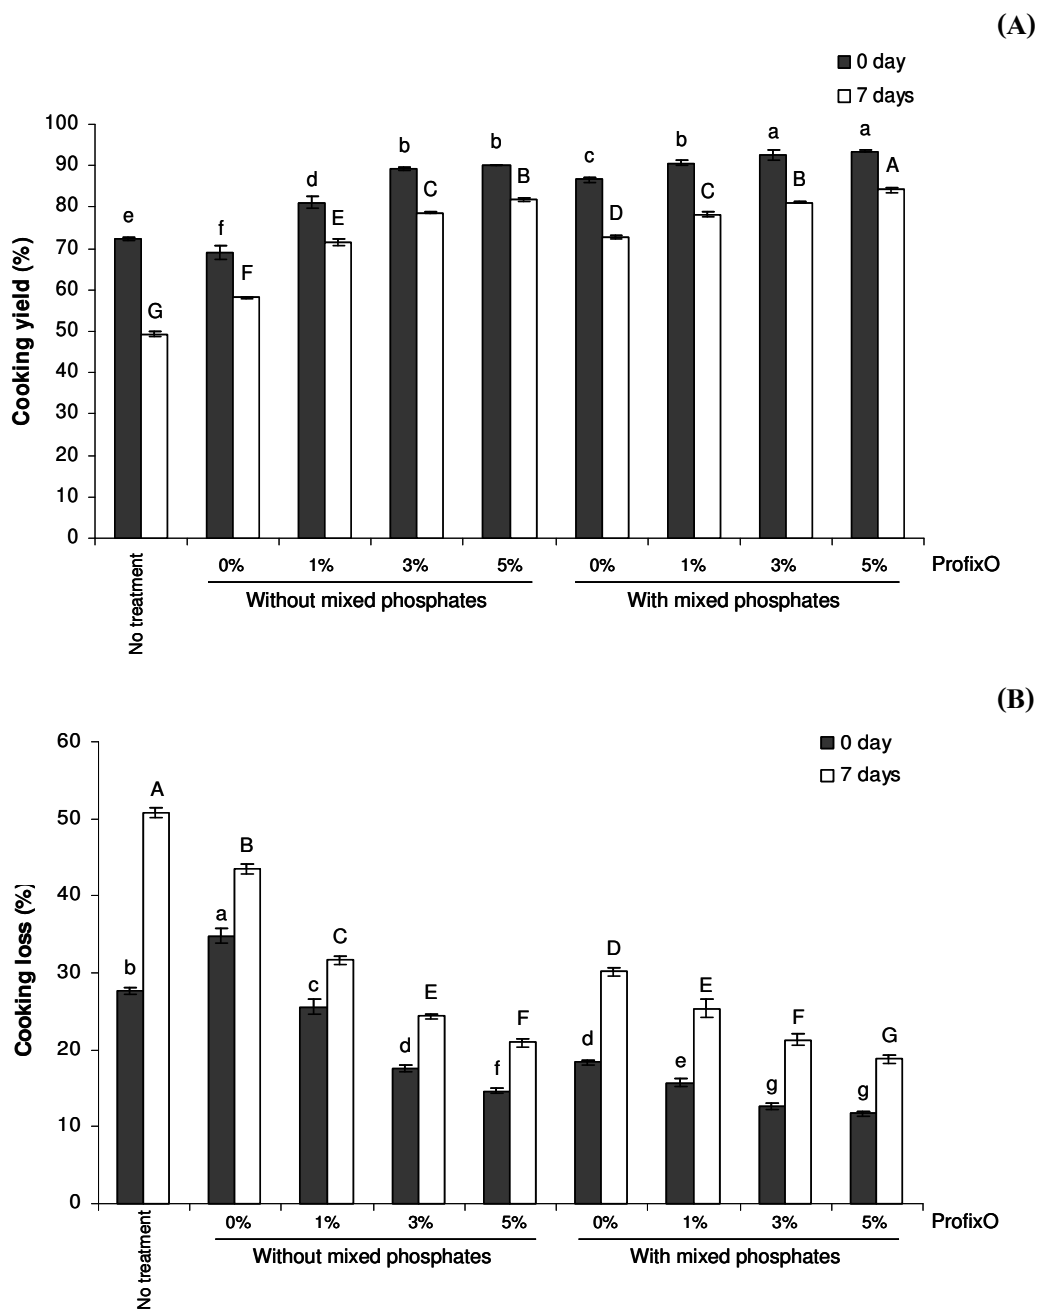 (A)
0 day
7 days
Cooking yield (%)
100
90
80
70
60
50
40
30
20
10
0
e
G
f
F
d
E
b
C
b
B
c
D
b
C
a
B
a
A
No treatment
0% 1% 3% 5% 0% 1% 3% 5% ProfixO
Without mixed phosphates With mixed phosphates
(B)
0 day
7 days
Cooking loss (%)
60
50
40
30
20
10
0
b
A
a
B
c
C
d
E
f
F
d
D
e
E
g
F
g
G
No treatment
0% 1% 3% 5% 0% 1% 3% 5% ProfixO
Without mixed phosphates With mixed phosphates